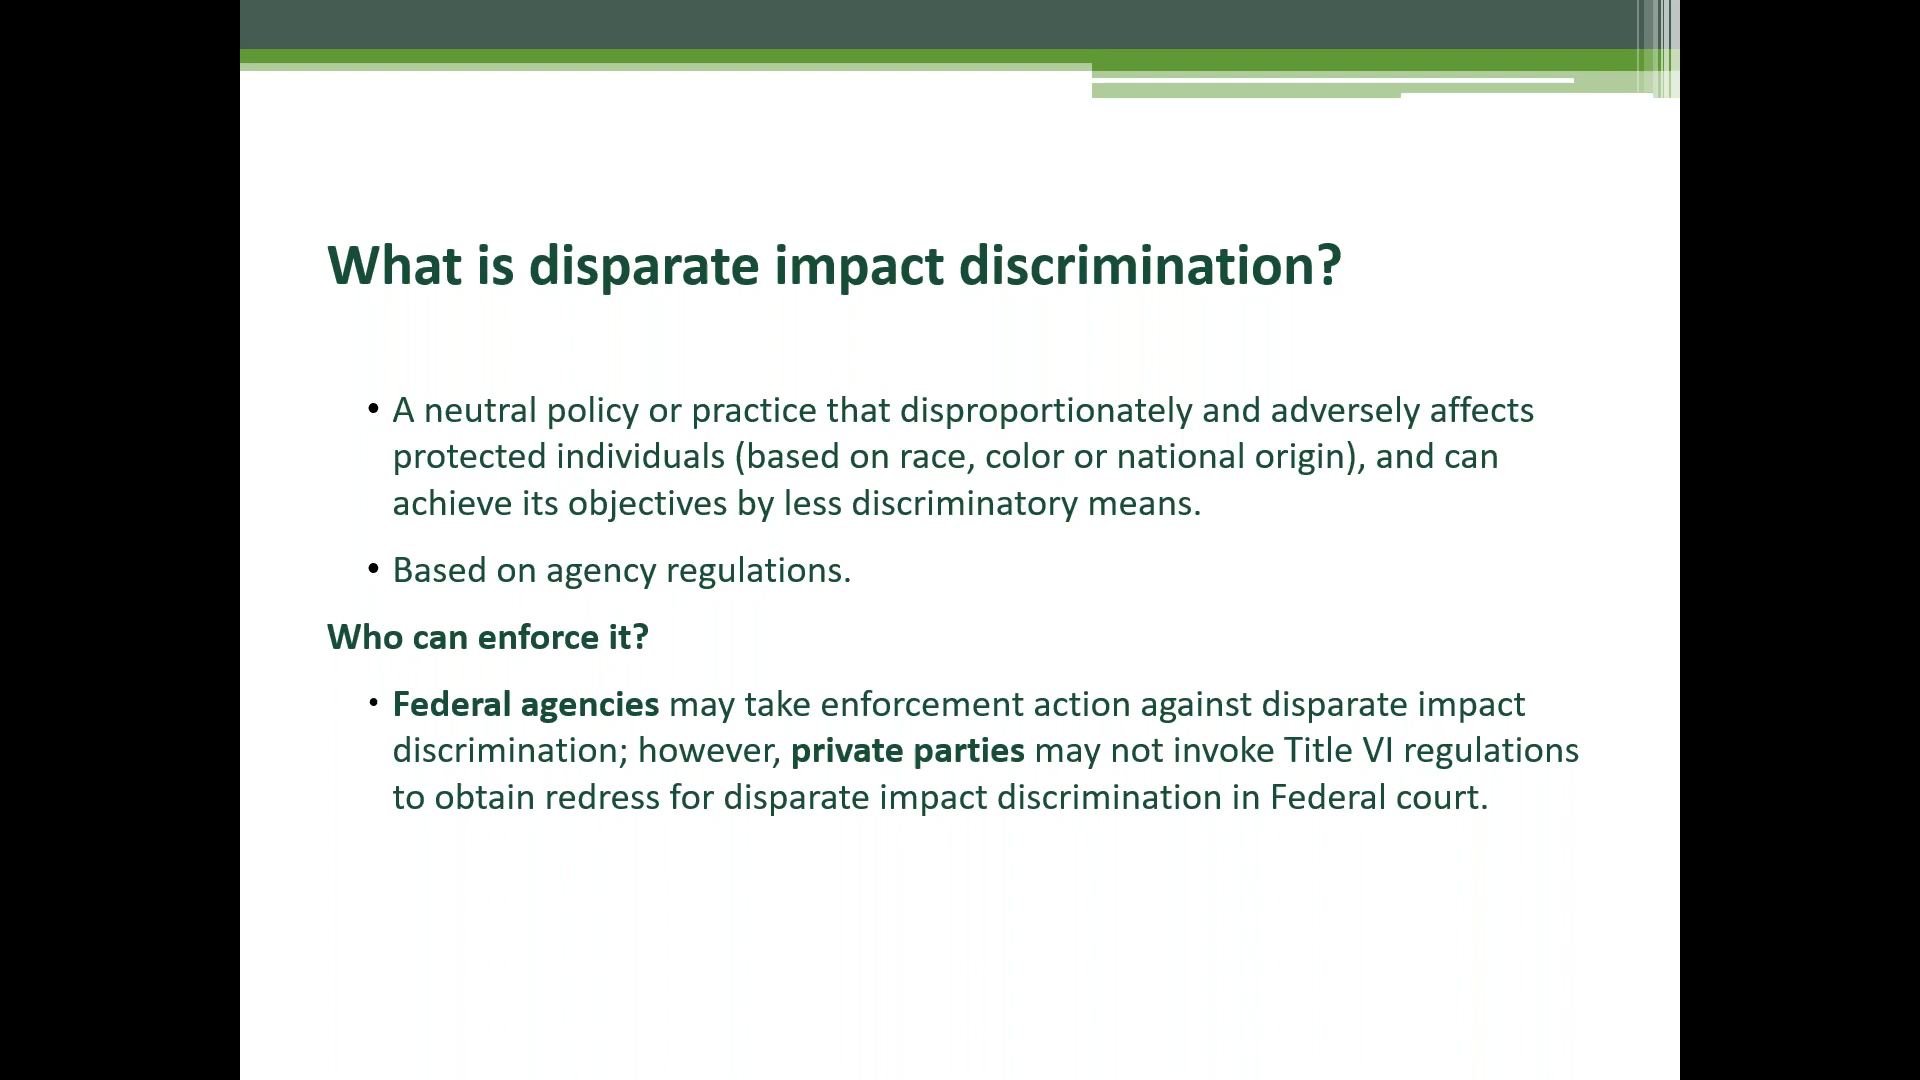 What is disparate impact discrimination?
• A neutral policy or practice that disproportionately and adversely affects
protected individuals (based on race, color or national origin), and can
achieve its objectives by less discriminatory means.
• Based on agency regulations.
Who can enforce it?
• Federal agencies may take enforcement action against disparate impact
discrimination; however, private parties may not invoke Title VI regulations
to obtain redress for disparate impact discrimination in Federal court.